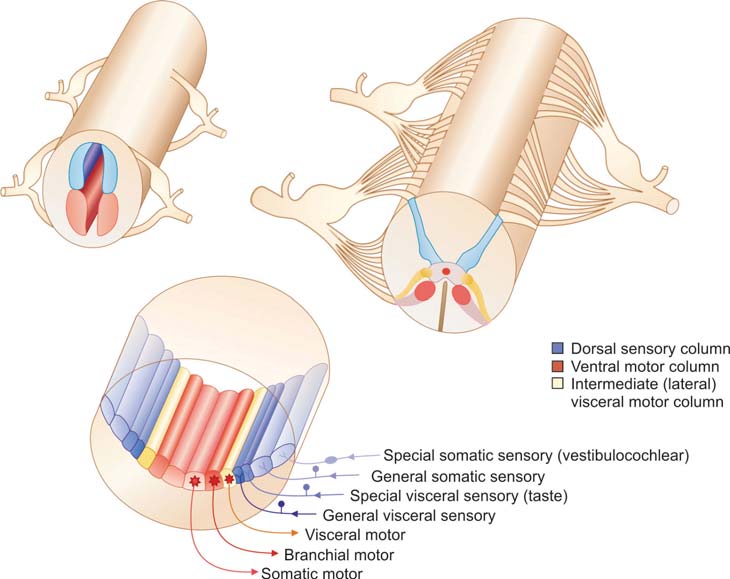 Dorsal sensory column
Ventral motor column
Intermediate (lateral)
visceral motor column
Special somatic sensory (vestibulocochlear)
General somatic sensory
Special visceral sensory (taste)
General visceral sensory
Visceral motor
Branchial motor
Somatic motor